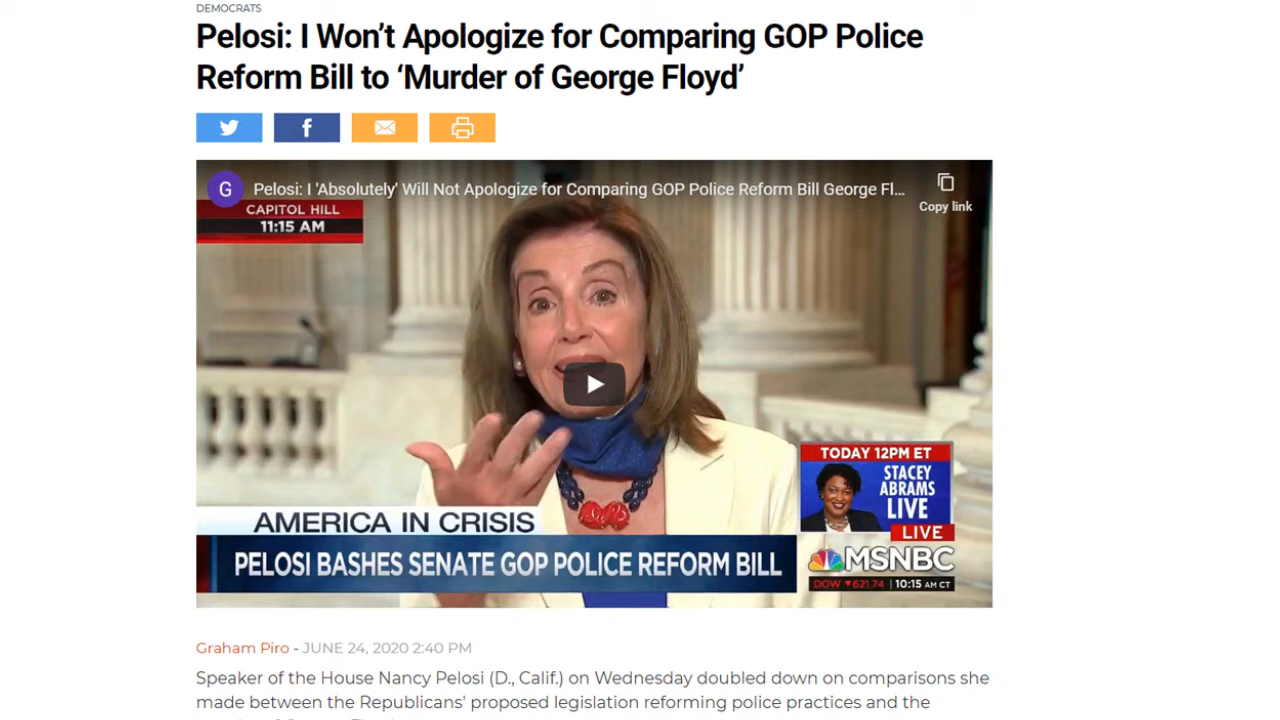 DEMOCRATS
Pelosi: I Won’t Apologize for Comparing GOP Police
Reform Bill to ‘Murder of George Floyd’
f
G
Pelosi: I 'Absolutely' Will Not Apologize for Comparing GOP Police Reform Bill George Fl...
Copy link
CAPITOL HILL
11:15 AM
TODAY 12PM ET
STACEY
ABRAMS
LIVE
LIVE
AMERICA IN CRISIS
PELOSI BASHES SENATE GOP POLICE REFORM BILL
MSNBC
DOW ▼621.74 | 10:15 AM CT
Graham Piro - JUNE 24, 2020 2:40 PM
Speaker of the House Nancy Pelosi (D., Calif.) on Wednesday doubled down on comparisons she
made between the Republicans' proposed legislation reforming police practices and the